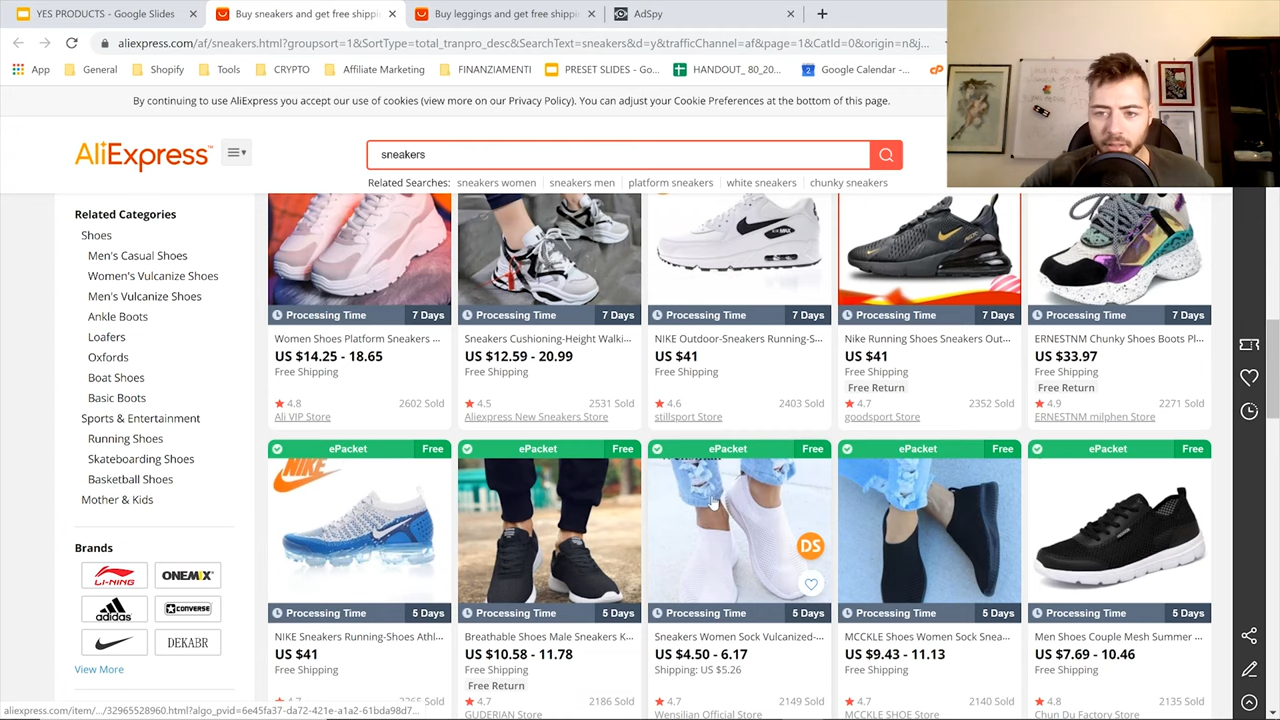 YES PRODUCTS - Google Slides
Buy sneakers and get free shippi
Buy leggings and get free shippi
AdSpy
aliexpress.com/af/sneakers.html?groupsort=1&SortType=total_tranpro_desc&
App
General
Shopify
Tools
CRYPTO
Affiliate Marketing
FINANZIAMENTI
PRESET SLIDES - Go...
HANDOUT_ 80_20...
Google Calendar -...
By continuing to use AliExpress you accept our use of cookies (view more on our Privacy Policy). You can adjust your Cookie Preferences at the bottom of this page.
AliExpress™
sneakers
Related Searches: sneakers women | sneakers men | platform sneakers | white sneakers | chunky sneakers
Related Categories
Shoes
Men's Casual Shoes
Women's Vulcanize Shoes
Men's Vulcanize Shoes
Ankle Boots
Loafers
Oxfords
Boat Shoes
Basic Boots
Sports & Entertainment
Running Shoes
Skateboarding Shoes
Basketball Shoes
Mother & Kids
Brands
LI-NING
ONEMIX
adidas
CONVERSE
DEKABR
View More
Processing Time 7 Days
Women Shoes Platform Sneakers ...
US $14.25 - 18.65
Free Shipping
4.8 2602 Sold
Ali VIP Store
Processing Time 7 Days
Sneakers Cushioning-Height Walki...
US $12.59 - 20.99
Free Shipping
4.5 2531 Sold
Aliexpress New Sneakers Store
Processing Time 7 Days
NIKE Outdoor-Sneakers Running-S...
US $41
Free Shipping
4.6 2403 Sold
stillsport Store
Processing Time 7 Days
Nike Running Shoes Sneakers Out...
US $41
Free Shipping
Free Return
4.7 2352 Sold
goodsport Store
Processing Time 7 Days
ERNESTNM Chunky Shoes Boots Pl...
US $33.97
Free Shipping
Free Return
4.9 2271 Sold
ERNESTNM milphen Store
ePacket Free
NIKE
Processing Time 5 Days
NIKE Sneakers Running-Shoes Athl...
US $41
Free Shipping
4.7 2265 Sold
ePacket Free
Processing Time 5 Days
Breathable Shoes Male Sneakers K...
US $10.58 - 11.78
Free Shipping
Free Return
4.7 2186 Sold
GUDERIAN Store
ePacket Free
DS
Processing Time 5 Days
Sneakers Women Sock Vulcanized-...
US $4.50 - 6.17
Shipping: US $5.26
4.7 2149 Sold
Wensilian Official Store
ePacket Free
Processing Time 5 Days
MCCKLE Shoes Women Sock Snea...
US $9.43 - 11.13
Free Shipping
4.7 2140 Sold
MCCKLE SHOE Store
ePacket Free
Processing Time 5 Days
Men Shoes Couple Mesh Summer ...
US $7.69 - 10.46
Free Shipping
4.8 2135 Sold
Chun Du Factory Store
aliexpress.com/item/.../32965528960.html?algo_pvid=6e45fa37-da72-421e-a1a2-61bda98d7...